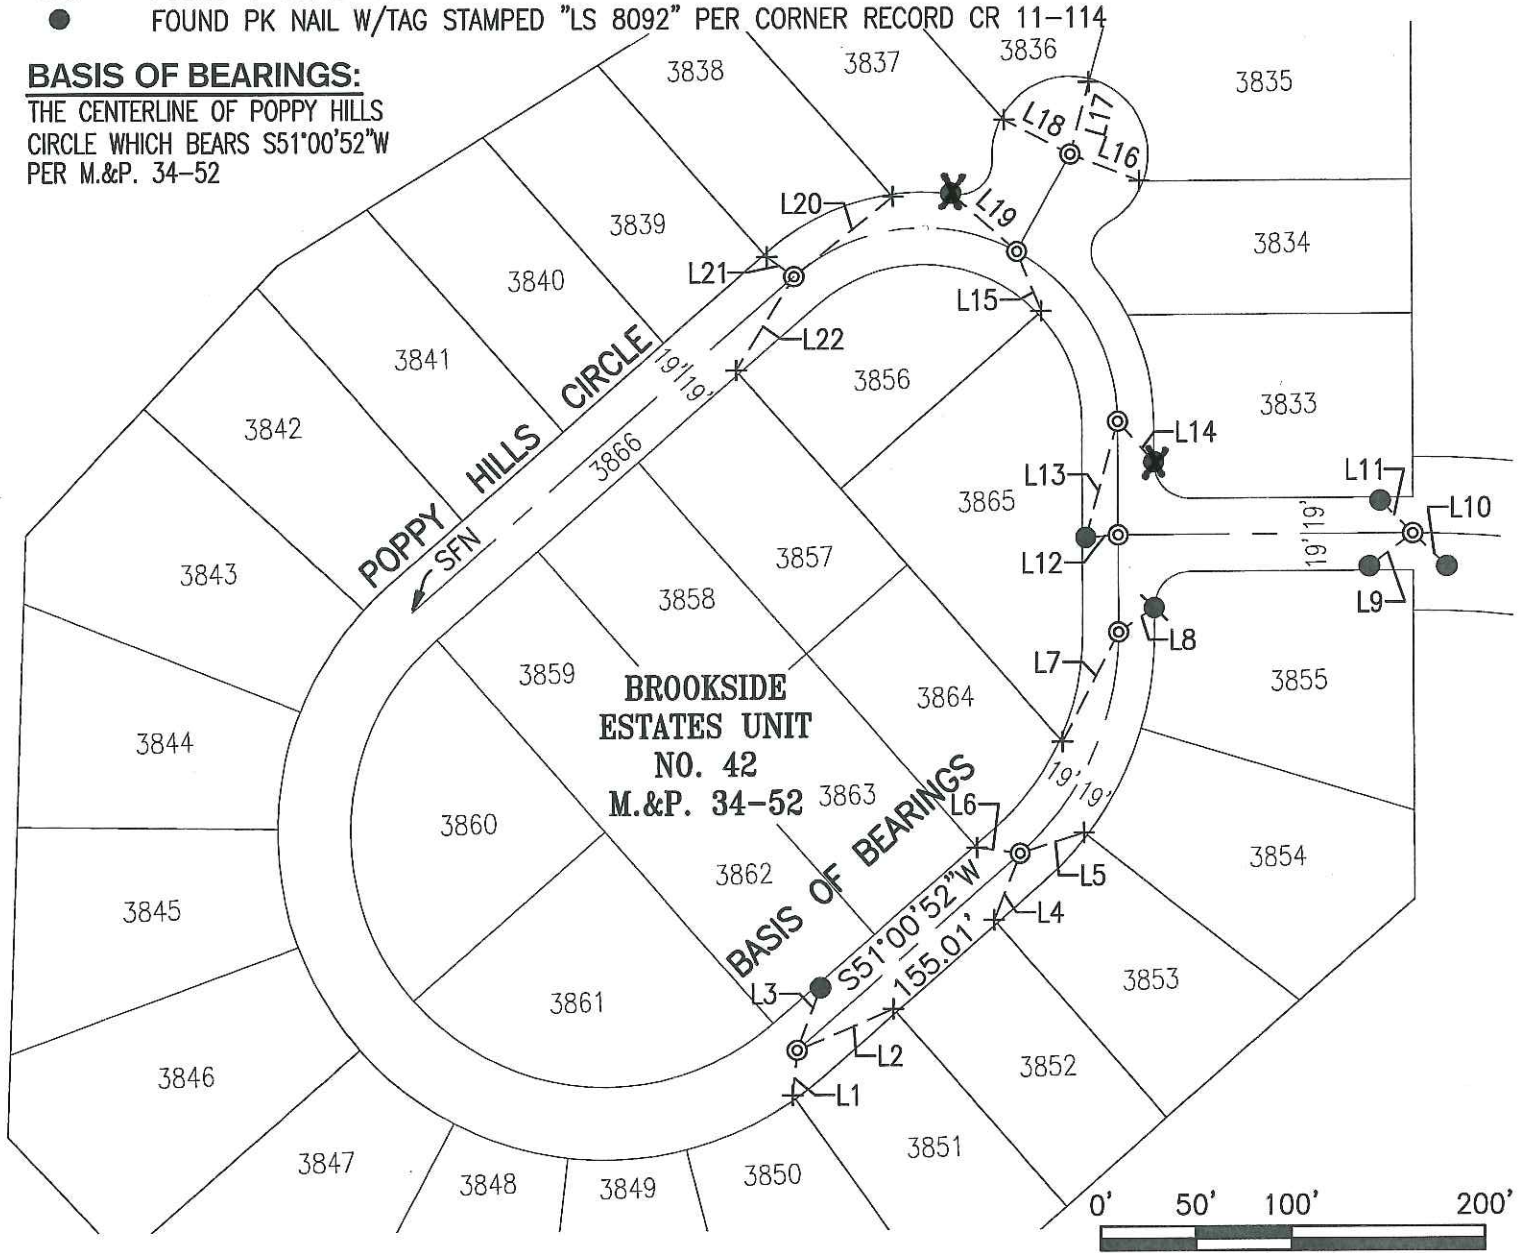 FOUND PK NAIL W/TAG STAMPED "LS 8092" PER CORNER RECORD CR 11-114
BASIS OF BEARINGS:
THE CENTERLINE OF POPPY HILLS
CIRCLE WHICH BEARS S51°00'52"W
PER M.&P. 34-52
3838
3837
3836
3835
L18
L17
L16
L19
L20
3839
3834
L21
3840
L15
L22
3841
POPPY HILLS CIRCLE
19' 19'
3856
3833
3842
3866
L14
L13
3865
L11
L10
19' 19'
SFN
3843
3857
L12
L9
3858
L8
L7
3859
BROOKSIDE
ESTATES UNIT
NO. 42
M.&P. 34-52
3864
3855
3844
19' 19'
3863
L6
3860
3854
3862
L5
BASIS OF BEARINGS
S51°00'52"W
155.01'
L4
3845
3853
L3
3861
L2
3852
3846
L1
3851
3847
3848
3849
3850
0' 50' 100' 200'